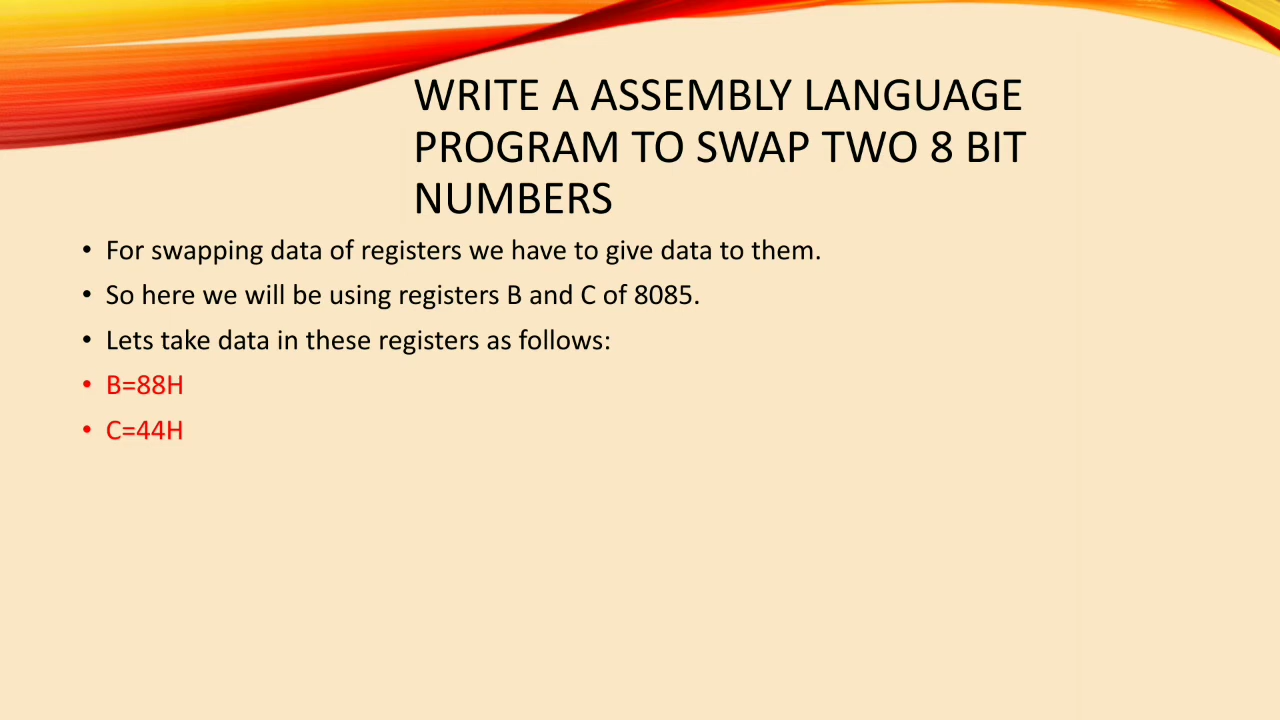 WRITE A ASSEMBLY LANGUAGE
PROGRAM TO SWAP TWO 8 BIT
NUMBERS
• For swapping data of registers we have to give data to them.
• So here we will be using registers B and C of 8085.
• Lets take data in these registers as follows:
• B=88H
• C=44H